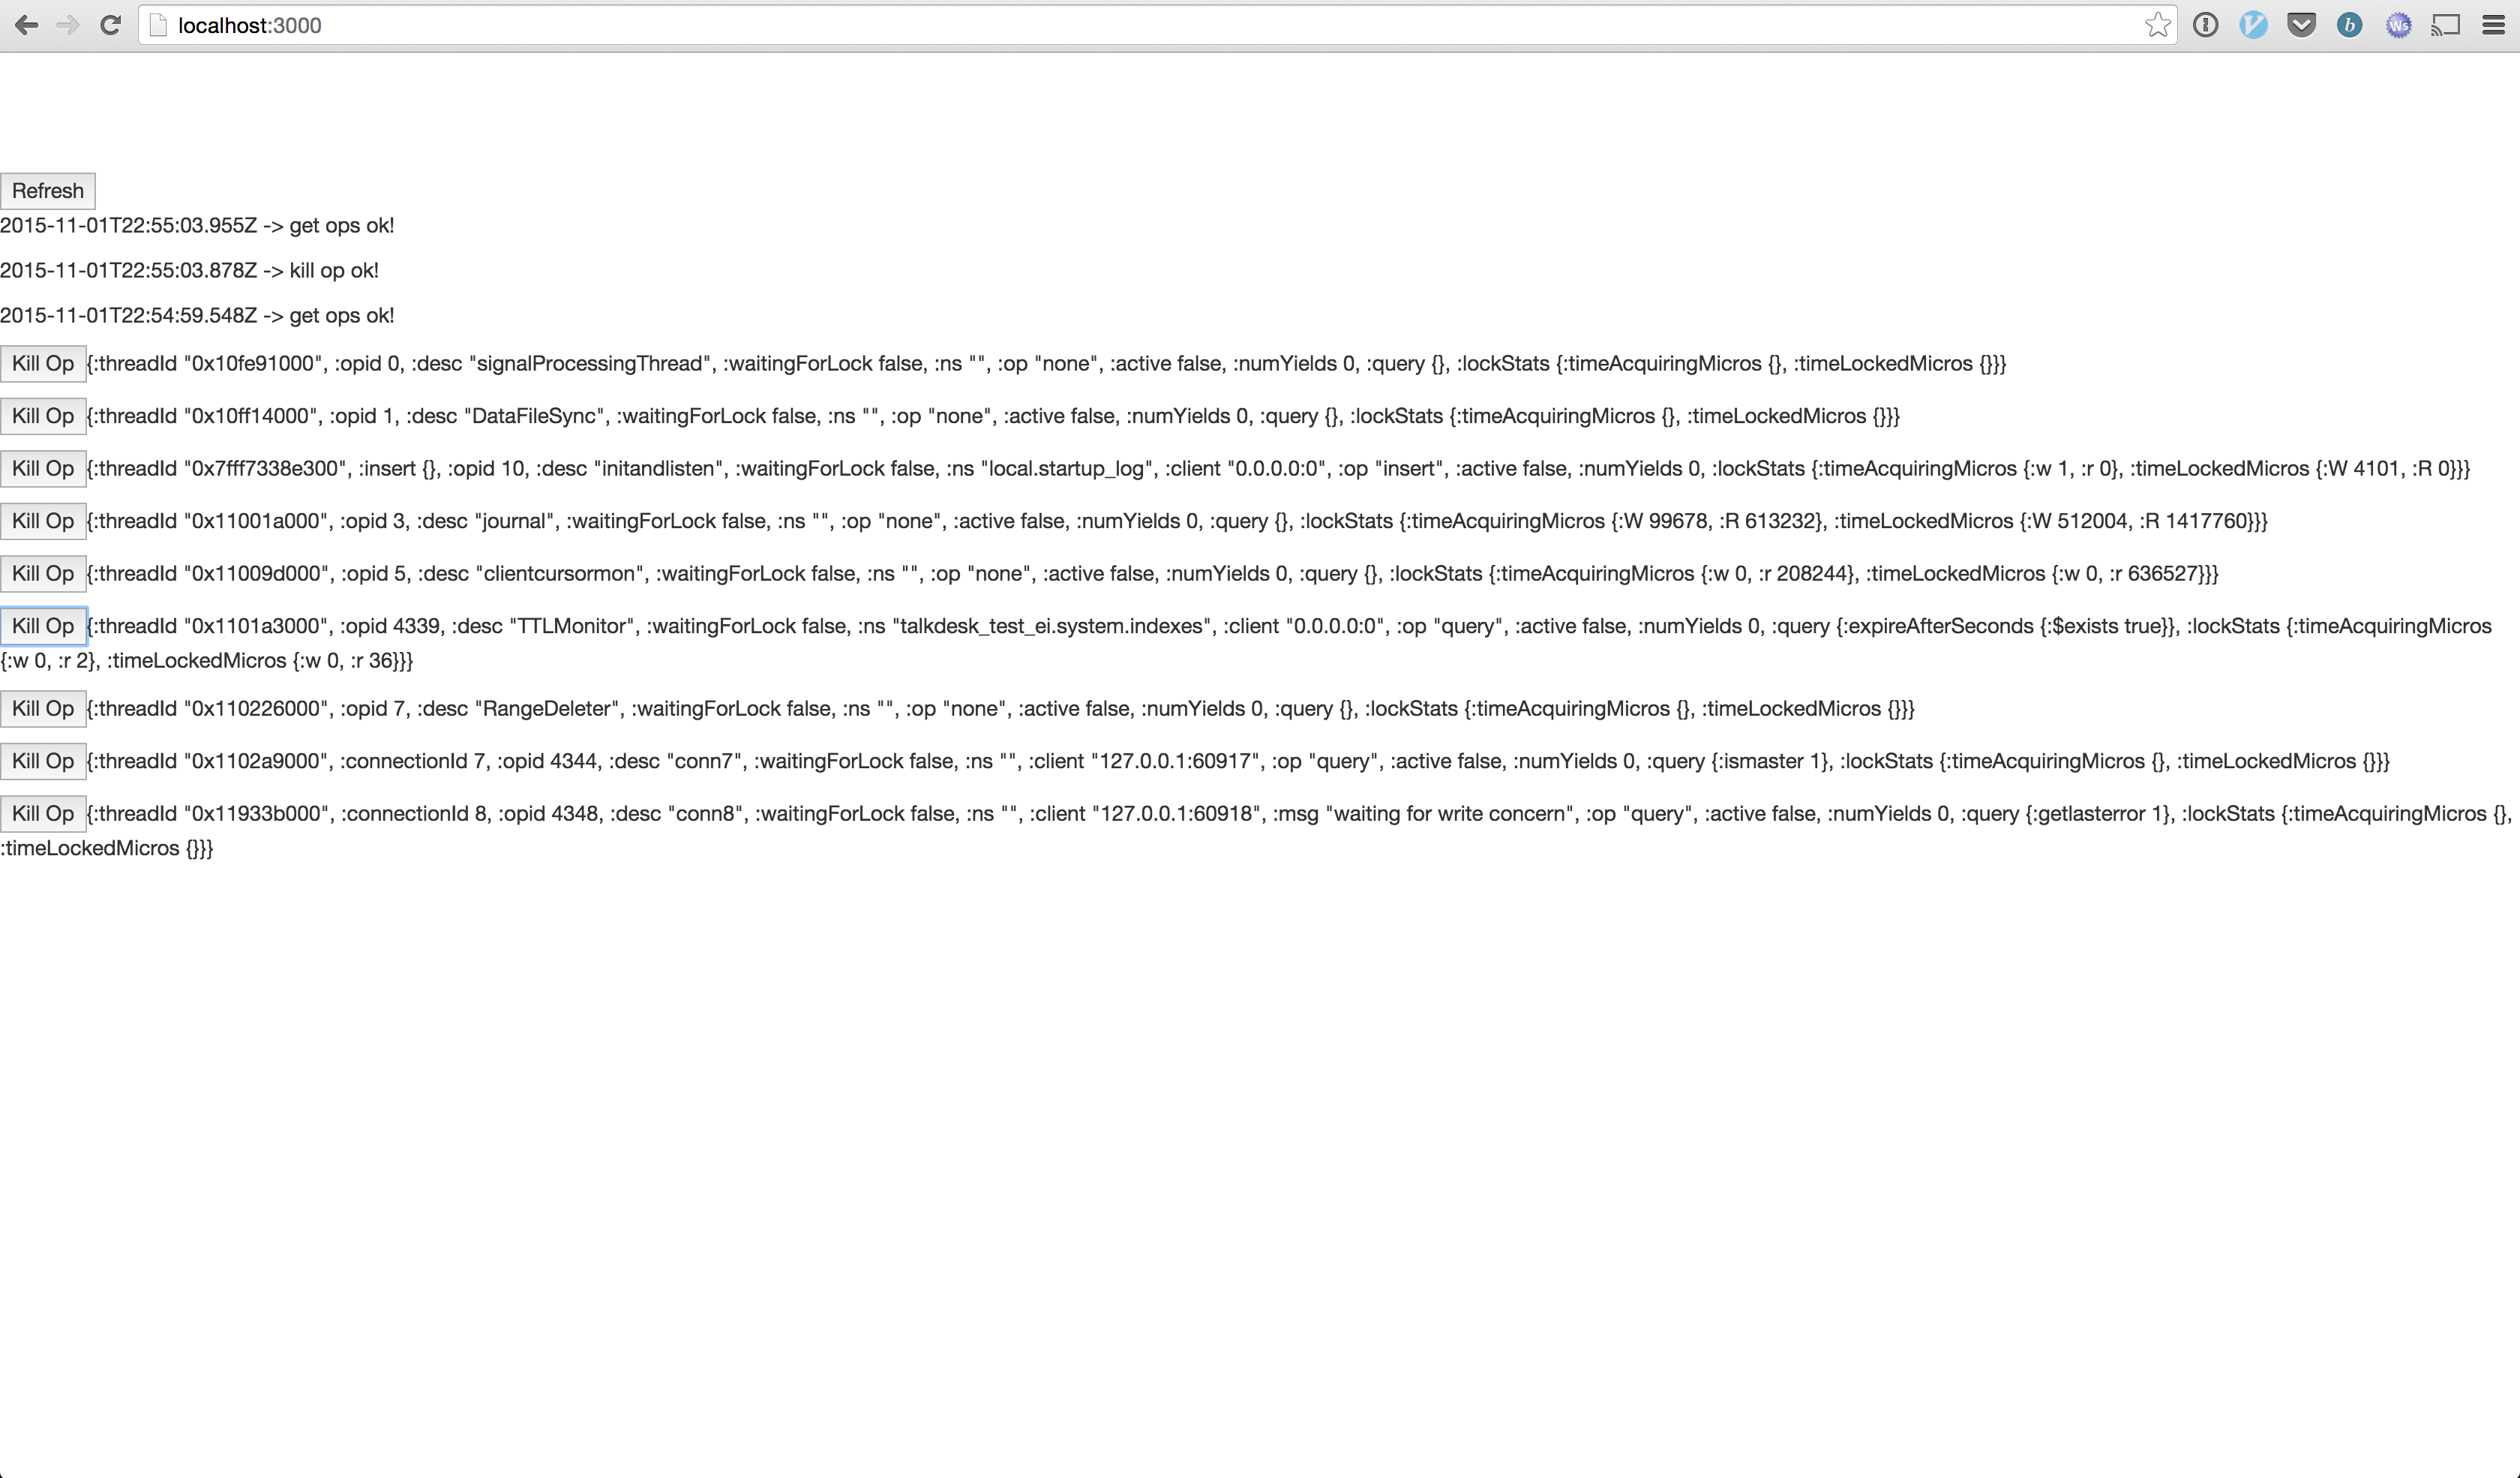 localhost:3000
Refresh
2015-11-01T22:55:03.955Z -> get ops ok!
2015-11-01T22:55:03.878Z -> kill op ok!
2015-11-01T22:54:59.548Z -> get ops ok!
Kill Op {:threadId "0x10fe91000", :opid 0, :desc "signalProcessingThread", :waitingForLock false, :ns "", :op "none", :active false, :numYields 0, :query {}, :lockStats {:timeAcquiringMicros {}, :timeLockedMicros {}}}
Kill Op {:threadId "0x10ff14000", :opid 1, :desc "DataFileSync", :waitingForLock false, :ns "", :op "none", :active false, :numYields 0, :query {}, :lockStats {:timeAcquiringMicros {}, :timeLockedMicros {}}}
Kill Op {:threadId "0x7fff7338e300", :insert {}, :opid 10, :desc "initandlisten", :waitingForLock false, :ns "local.startup_log", :client "0.0.0.0:0", :op "insert", :active false, :numYields 0, :lockStats {:timeAcquiringMicros {:w 1, :r 0}, :timeLockedMicros {:W 4101, :R 0}}}
Kill Op {:threadId "0x11001a000", :opid 3, :desc "journal", :waitingForLock false, :ns "", :op "none", :active false, :numYields 0, :query {}, :lockStats {:timeAcquiringMicros {:W 99678, :R 613232}, :timeLockedMicros {:W 512004, :R 1417760}}}
Kill Op {:threadId "0x11009d000", :opid 5, :desc "clientcursormon", :waitingForLock false, :ns "", :op "none", :active false, :numYields 0, :query {}, :lockStats {:timeAcquiringMicros {:w 0, :r 208244}, :timeLockedMicros {:w 0, :r 636527}}}
Kill Op {:threadId "0x1101a3000", :opid 4339, :desc "TTLMonitor", :waitingForLock false, :ns "talkdesk_test_ei.system.indexes", :client "0.0.0.0:0", :op "query", :active false, :numYields 0, :query {:expireAfterSeconds {:$exists true}}, :lockStats {:timeAcquiringMicros
{:w 0, :r 2}, :timeLockedMicros {:w 0, :r 36}}}
Kill Op {:threadId "0x110226000", :opid 7, :desc "RangeDeleter", :waitingForLock false, :ns "", :op "none", :active false, :numYields 0, :query {}, :lockStats {:timeAcquiringMicros {}, :timeLockedMicros {}}}
Kill Op {:threadId "0x1102a9000", :connectionId 7, :opid 4344, :desc "conn7", :waitingForLock false, :ns "", :client "127.0.0.1:60917", :op "query", :active false, :numYields 0, :query {:ismaster 1}, :lockStats {:timeAcquiringMicros {}, :timeLockedMicros {}}}
Kill Op {:threadId "0x11933b000", :connectionId 8, :opid 4348, :desc "conn8", :waitingForLock false, :ns "", :client "127.0.0.1:60918", :msg "waiting for write concern", :op "query", :active false, :numYields 0, :query {:getlasterror 1}, :lockStats {:timeAcquiringMicros {},
:timeLockedMicros {}}}